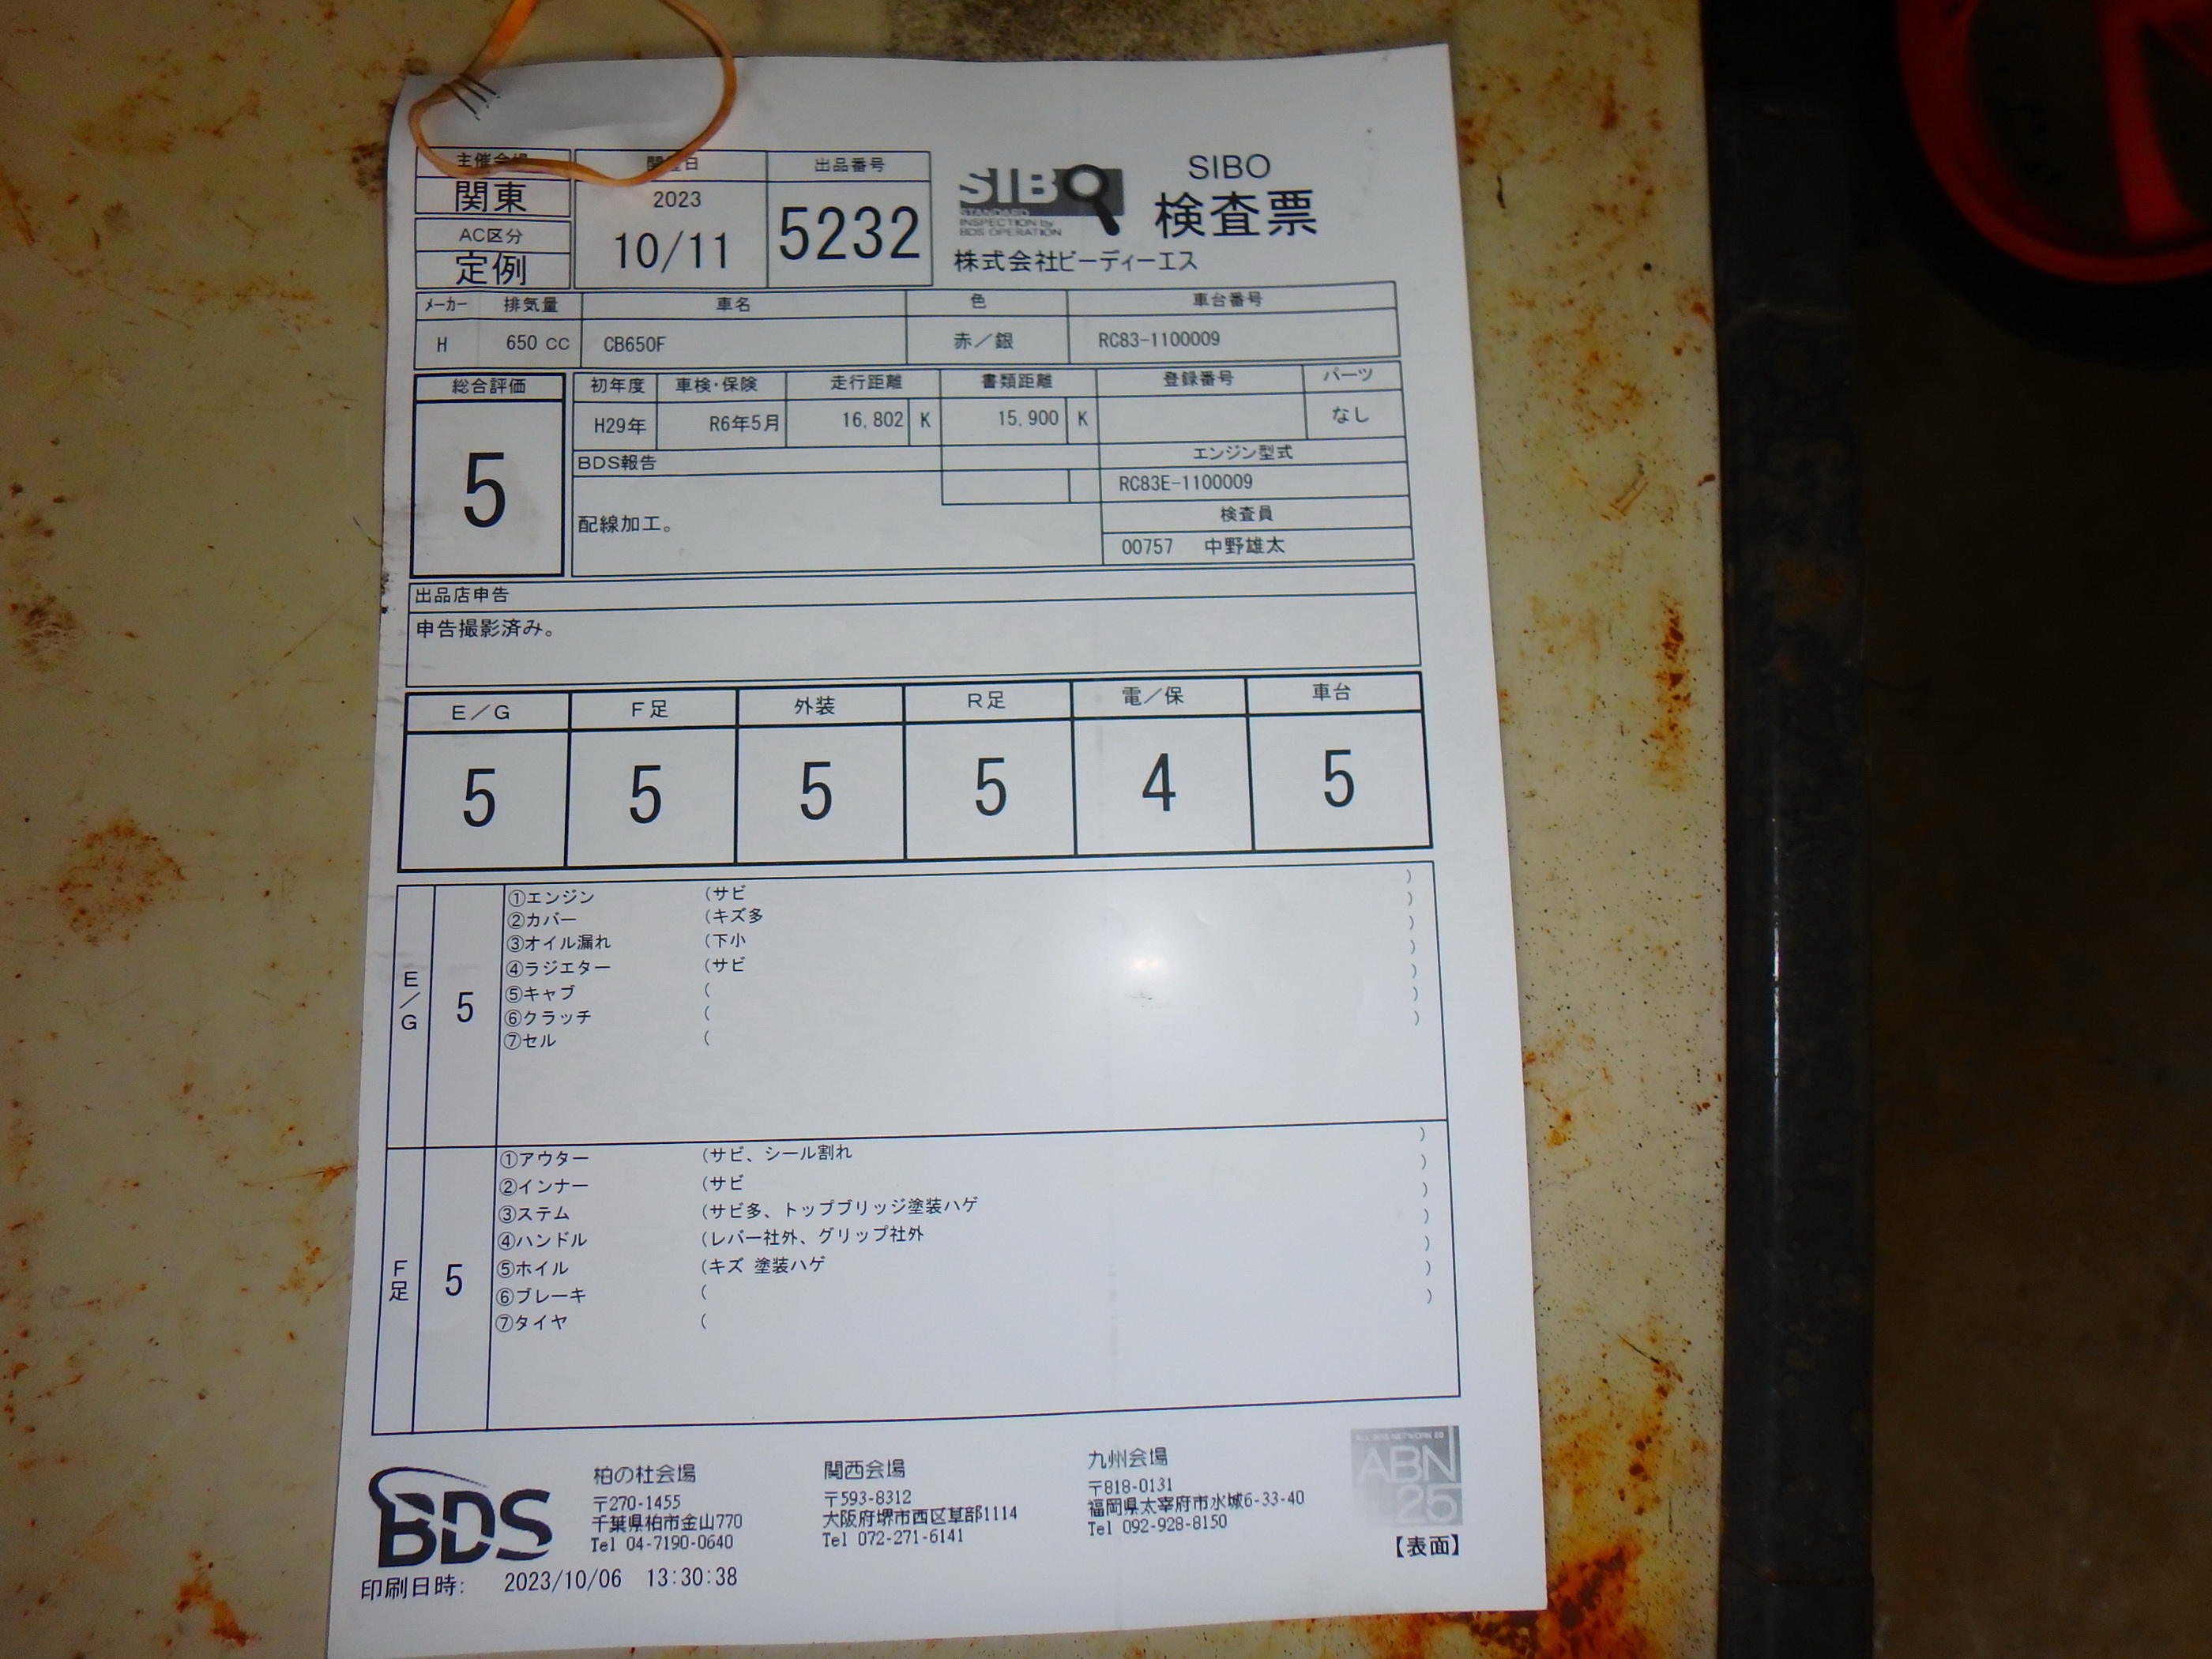 主催会場 開催日 出品番号
関東 2023 10/11 5232
AC区分
定例
SIBO
STANDARD
INSPECTION by
BDS OPERATION
SIBO
検査票
株式会社ビーディーエス
メーカー 排気量 車名 色 車台番号
H 650 CC CB650F 赤／銀 RC83-1100009
総合評価 初年度 車検・保険 走行距離 書類距離 登録番号 パーツ
5 H29年 R6年5月 16,802 K 15,900 K なし
BDS報告 エンジン型式
RC83E-1100009
配線加工。 検査員
00757 中野雄太
出品店申告
申告撮影済み。
E／G F足 外装 R足 電／保 車台
5 5 5 5 4 5
E／G 5
①エンジン （サビ ）
②カバー （キズ多 ）
③オイル漏れ （下小 ）
④ラジエター （サビ ）
⑤キャブ （ ）
⑥クラッチ （ ）
⑦セル （ ）
F足 5
①アウター （サビ、シール割れ ）
②インナー （サビ ）
③ステム （サビ多、トップブリッジ塗装ハゲ ）
④ハンドル （レバー社外、グリップ社外 ）
⑤ホイル （キズ 塗装ハゲ ）
⑥ブレーキ （ ）
⑦タイヤ （ ）
BDS
柏の杜会場
〒270-1455
千葉県柏市金山770
Tel 04-7190-0640
関西会場
〒593-8312
大阪府堺市西区草部1114
Tel 072-271-6141
九州会場
〒818-0131
福岡県太宰府市水城6-33-40
Tel 092-928-8150
ALL BDS NETWORK 25
ABN
25
【表面】
印刷日時: 2023/10/06 13:30:38